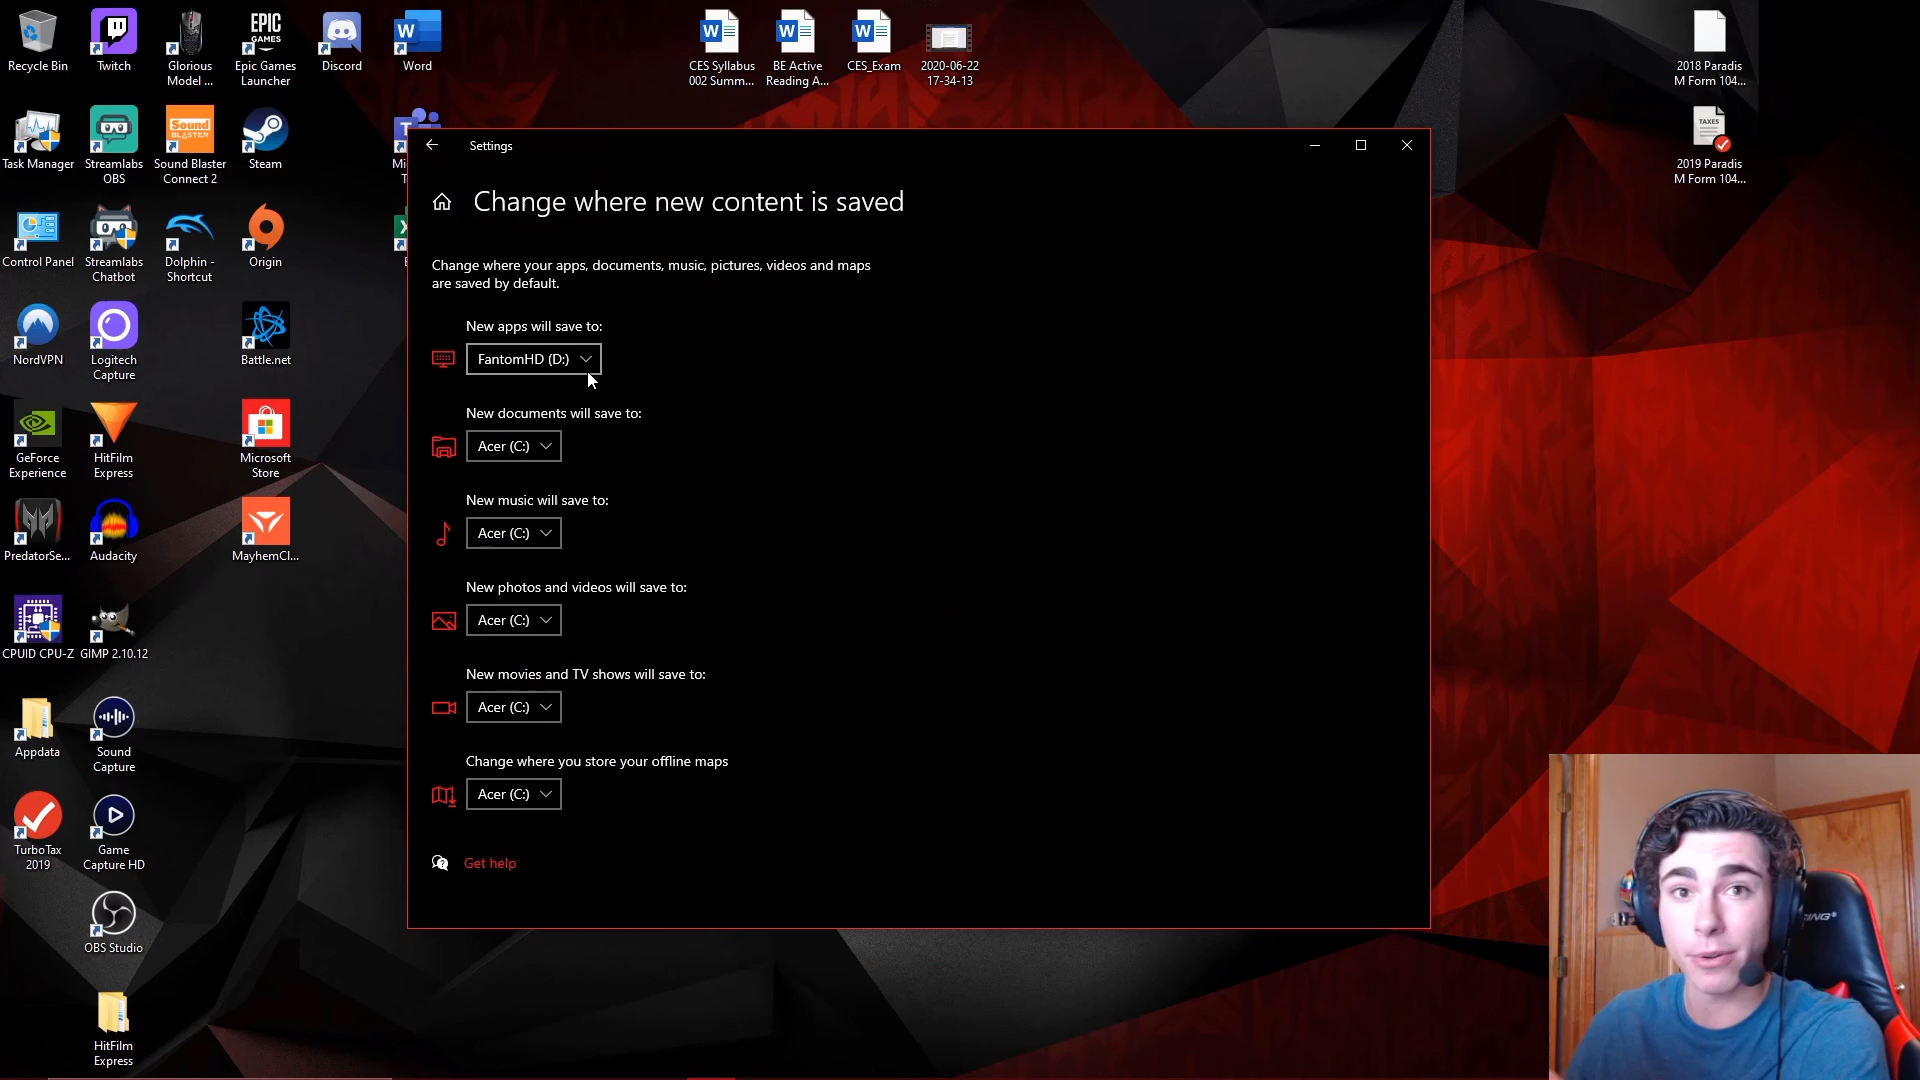 Recycle Bin
Twitch
Glorious
Model ...
EPIC
GAMES
Epic Games
Launcher
Discord
Word
CES Syllabus
002 Summ...
BE Active
Reading A...
CES_Exam
2020-06-22
17-34-13
2018 Paradis
M Form 104...
Task Manager
Streamlabs
OBS
Sound
BLASTER
Sound Blaster
Connect 2
Steam
TAXES
2019 Paradis
M Form 104...
Control Panel
Streamlabs
Chatbot
Dolphin -
Shortcut
Origin
NordVPN
Logitech
Capture
Battle.net
GeForce
Experience
HitFilm
Express
Microsoft
Store
PredatorSe...
Audacity
MayhemCl...
CPUID CPU-Z
GIMP 2.10.12
Appdata
Sound
Capture
TurboTax
2019
Game
Capture HD
OBS Studio
HitFilm
Express
Settings
Change where new content is saved
Change where your apps, documents, music, pictures, videos and maps
are saved by default.
New apps will save to:
FantomHD (D:)
New documents will save to:
Acer (C:)
New music will save to:
Acer (C:)
New photos and videos will save to:
Acer (C:)
New movies and TV shows will save to:
Acer (C:)
Change where you store your offline maps
Acer (C:)
Get help